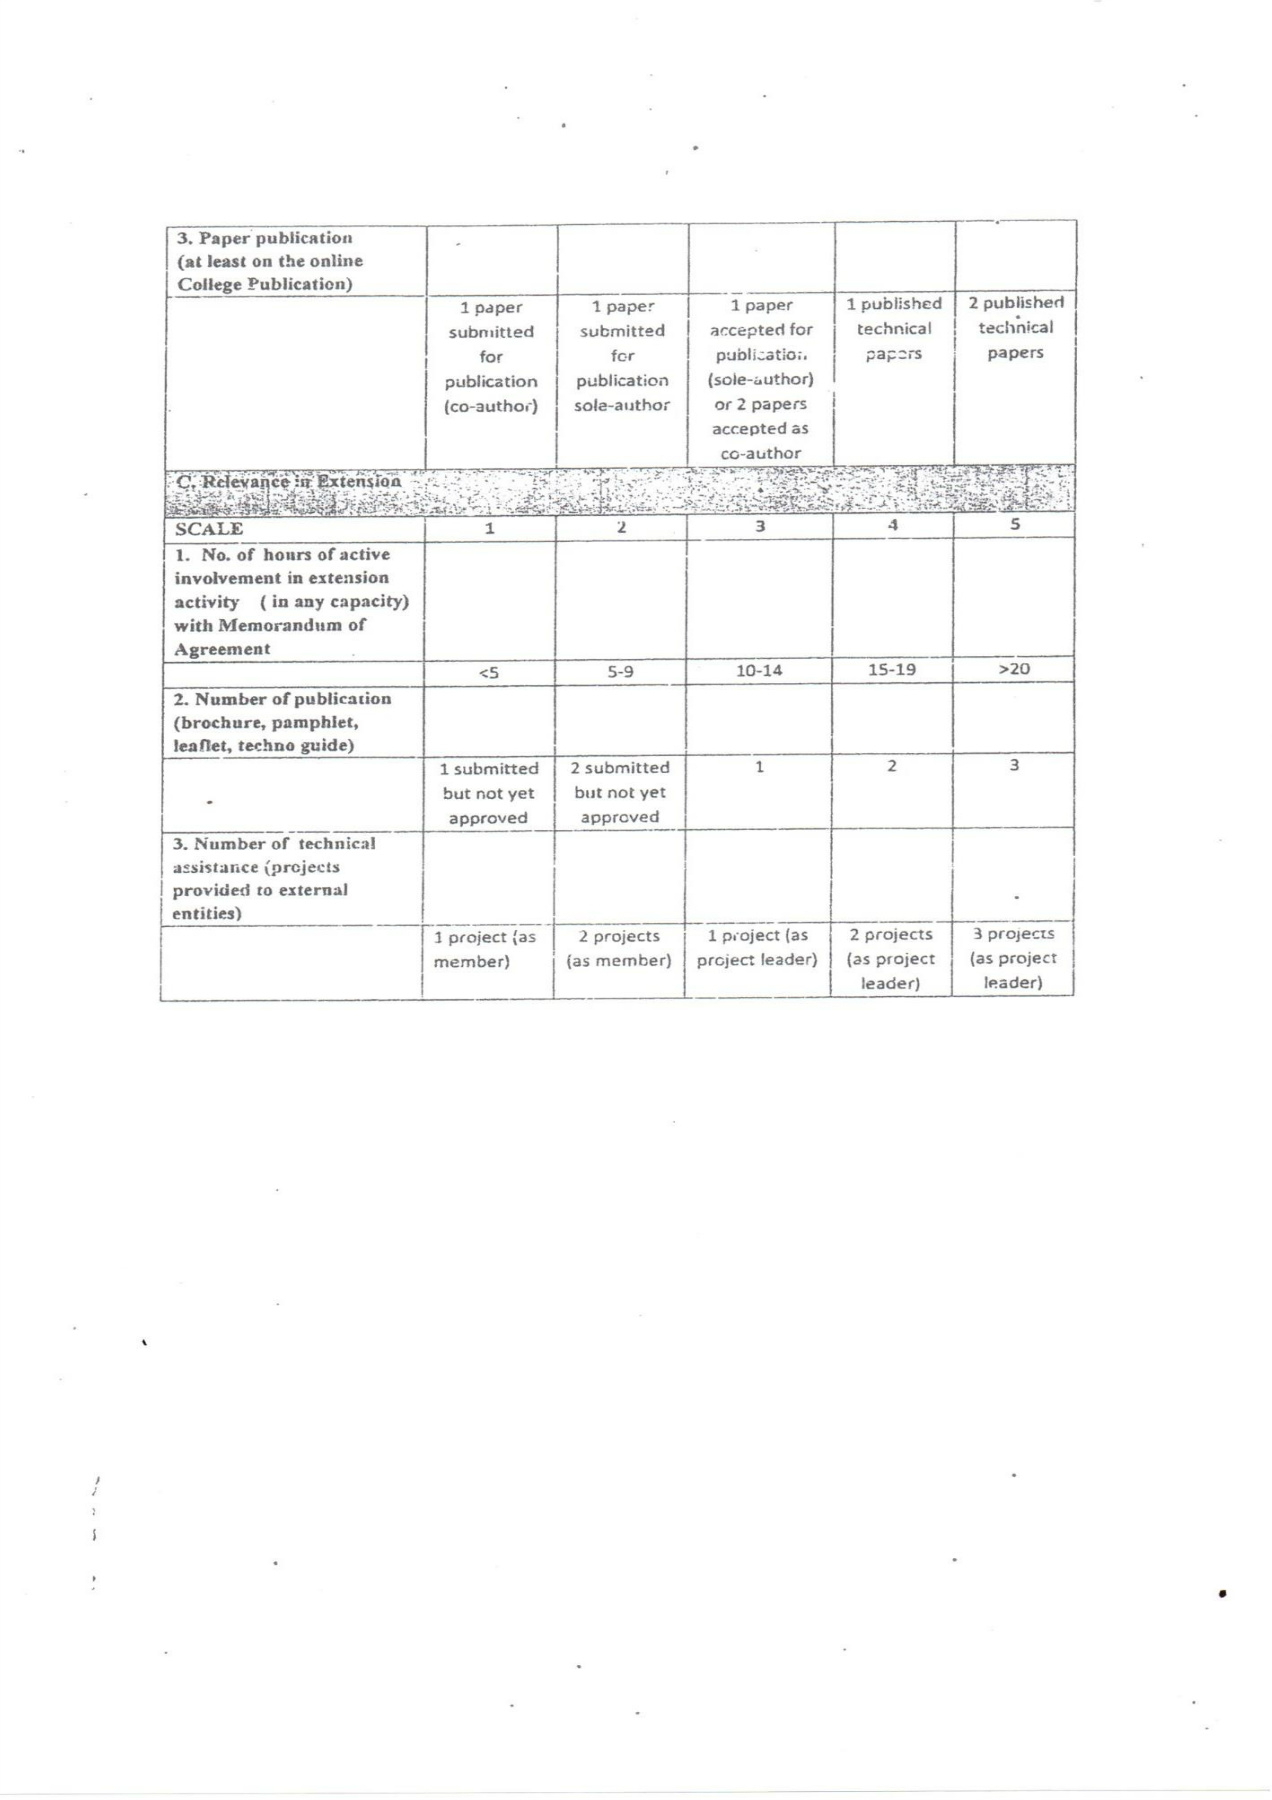 3. Paper publication
(at least on the online
College Publication)
1 paper
submitted
for
publication
(co-author)
1 paper
submitted
for
publication
sole-author
1 paper
accepted for
publication
(sole-author)
or 2 papers
accepted as
co-author
1 published
technical
papers
2 published
technical
papers
C. Relevance in Extension
SCALE 1 2 3 4 5
1. No. of hours of active
involvement in extension
activity ( in any capacity)
with Memorandum of
Agreement
<5 5-9 10-14 15-19 >20
2. Number of publication
(brochure, pamphlet,
leaflet, techno guide)
1 submitted
but not yet
approved
2 submitted
but not yet
approved
1
2
3
3. Number of technical
assistance (projects
provided to external
entities)
1 project (as
member)
2 projects
(as member)
1 project (as
project leader)
2 projects
(as project
leader)
3 projects
(as project
leader)